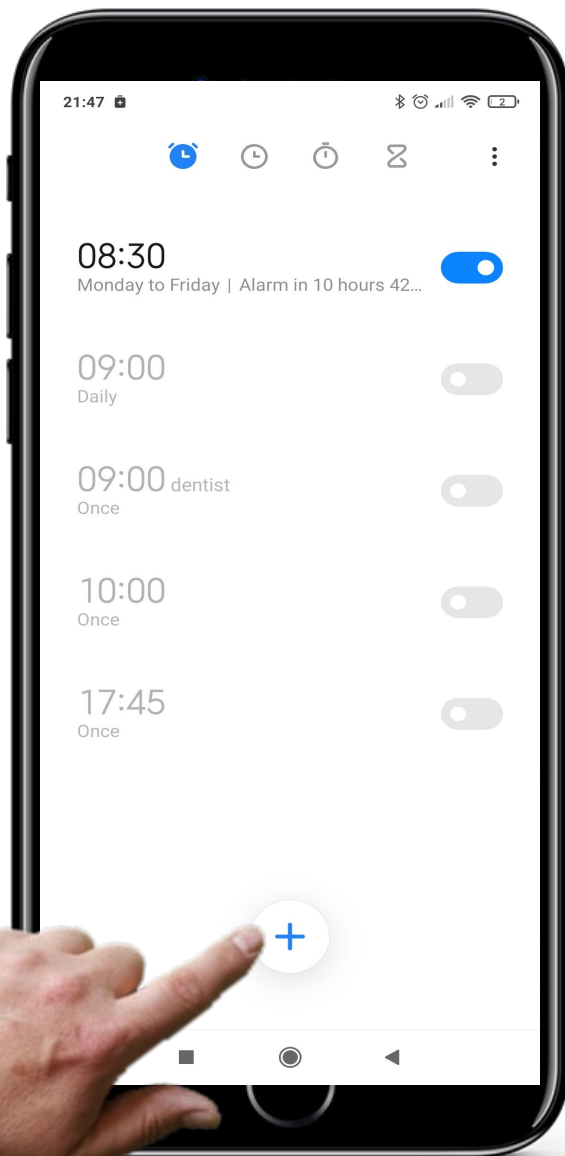 21:47
2
08:30
Monday to Friday | Alarm in 10 hours 42...
09:00
Daily
09:00 dentist
Once
10:00
Once
17:45
Once